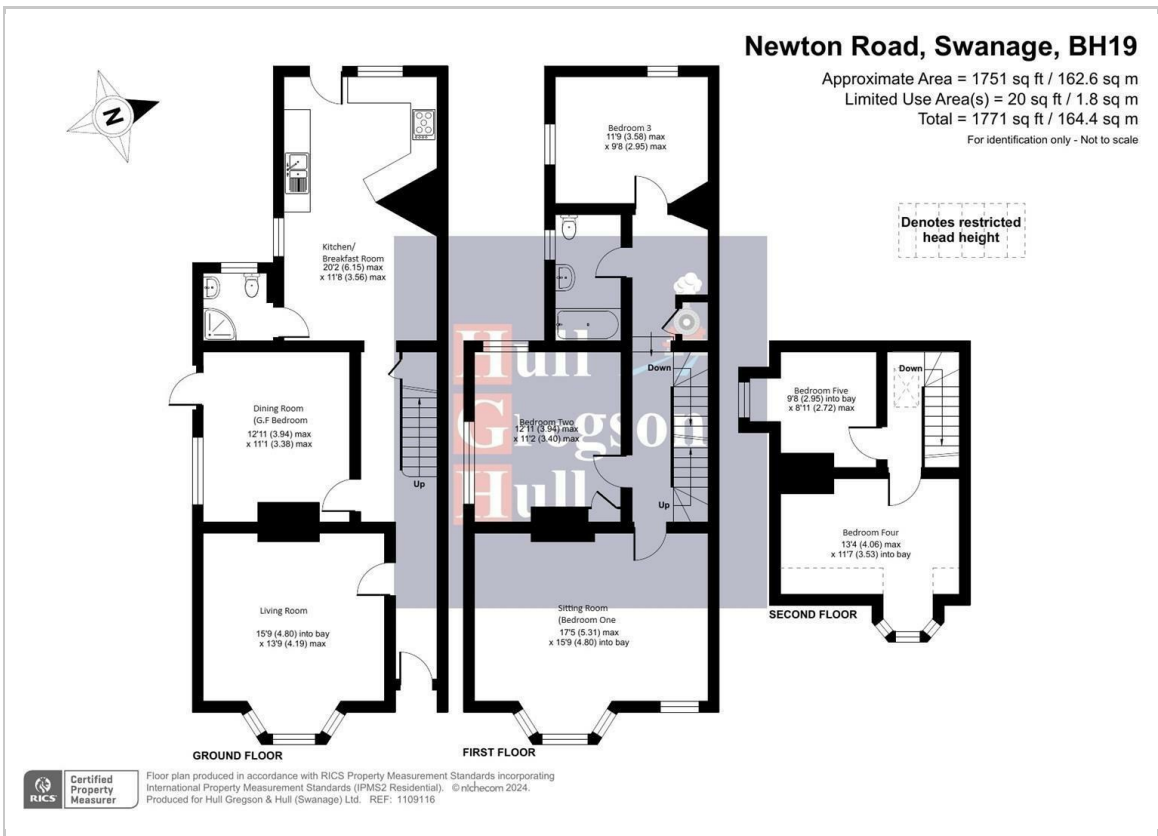 Newton Road, Swanage, BH19
Approximate Area = 1751 sq ft / 162.6 sq m
Limited Use Area(s) = 20 sq ft / 1.8 sq m
Total = 1771 sq ft / 164.4 sq m
For identification only - Not to scale
N
Denotes restricted
head height
Kitchen/
Breakfast Room
20'2 (6.15) max
x 11'8 (3.56) max
Dining Room
(G.F Bedroom
12'11 (3.94) max
x 11'1 (3.38) max
Up
Living Room
15'9 (4.80) into bay
x 13'9 (4.19) max
GROUND FLOOR
Bedroom 3
11'9 (3.58) max
x 9'8 (2.95) max
Hull
Gregson
Hull
Down
Bedroom Two
12'11 (3.94) max
x 11'2 (3.40) max
Up
Sitting Room
(Bedroom One
17'5 (5.31) max
x 15'9 (4.80) into bay
FIRST FLOOR
Bedroom Five
9'8 (2.95) into bay
x 8'11 (2.72) max
Down
Bedroom Four
13'4 (4.06) max
x 11'7 (3.53) into bay
SECOND FLOOR
RICS
Certified
Property
Measurer
Floor plan produced in accordance with RICS Property Measurement Standards incorporating
International Property Measurement Standards (IPMS2 Residential). © nichecom 2024.
Produced for Hull Gregson & Hull (Swanage) Ltd. REF: 1109116